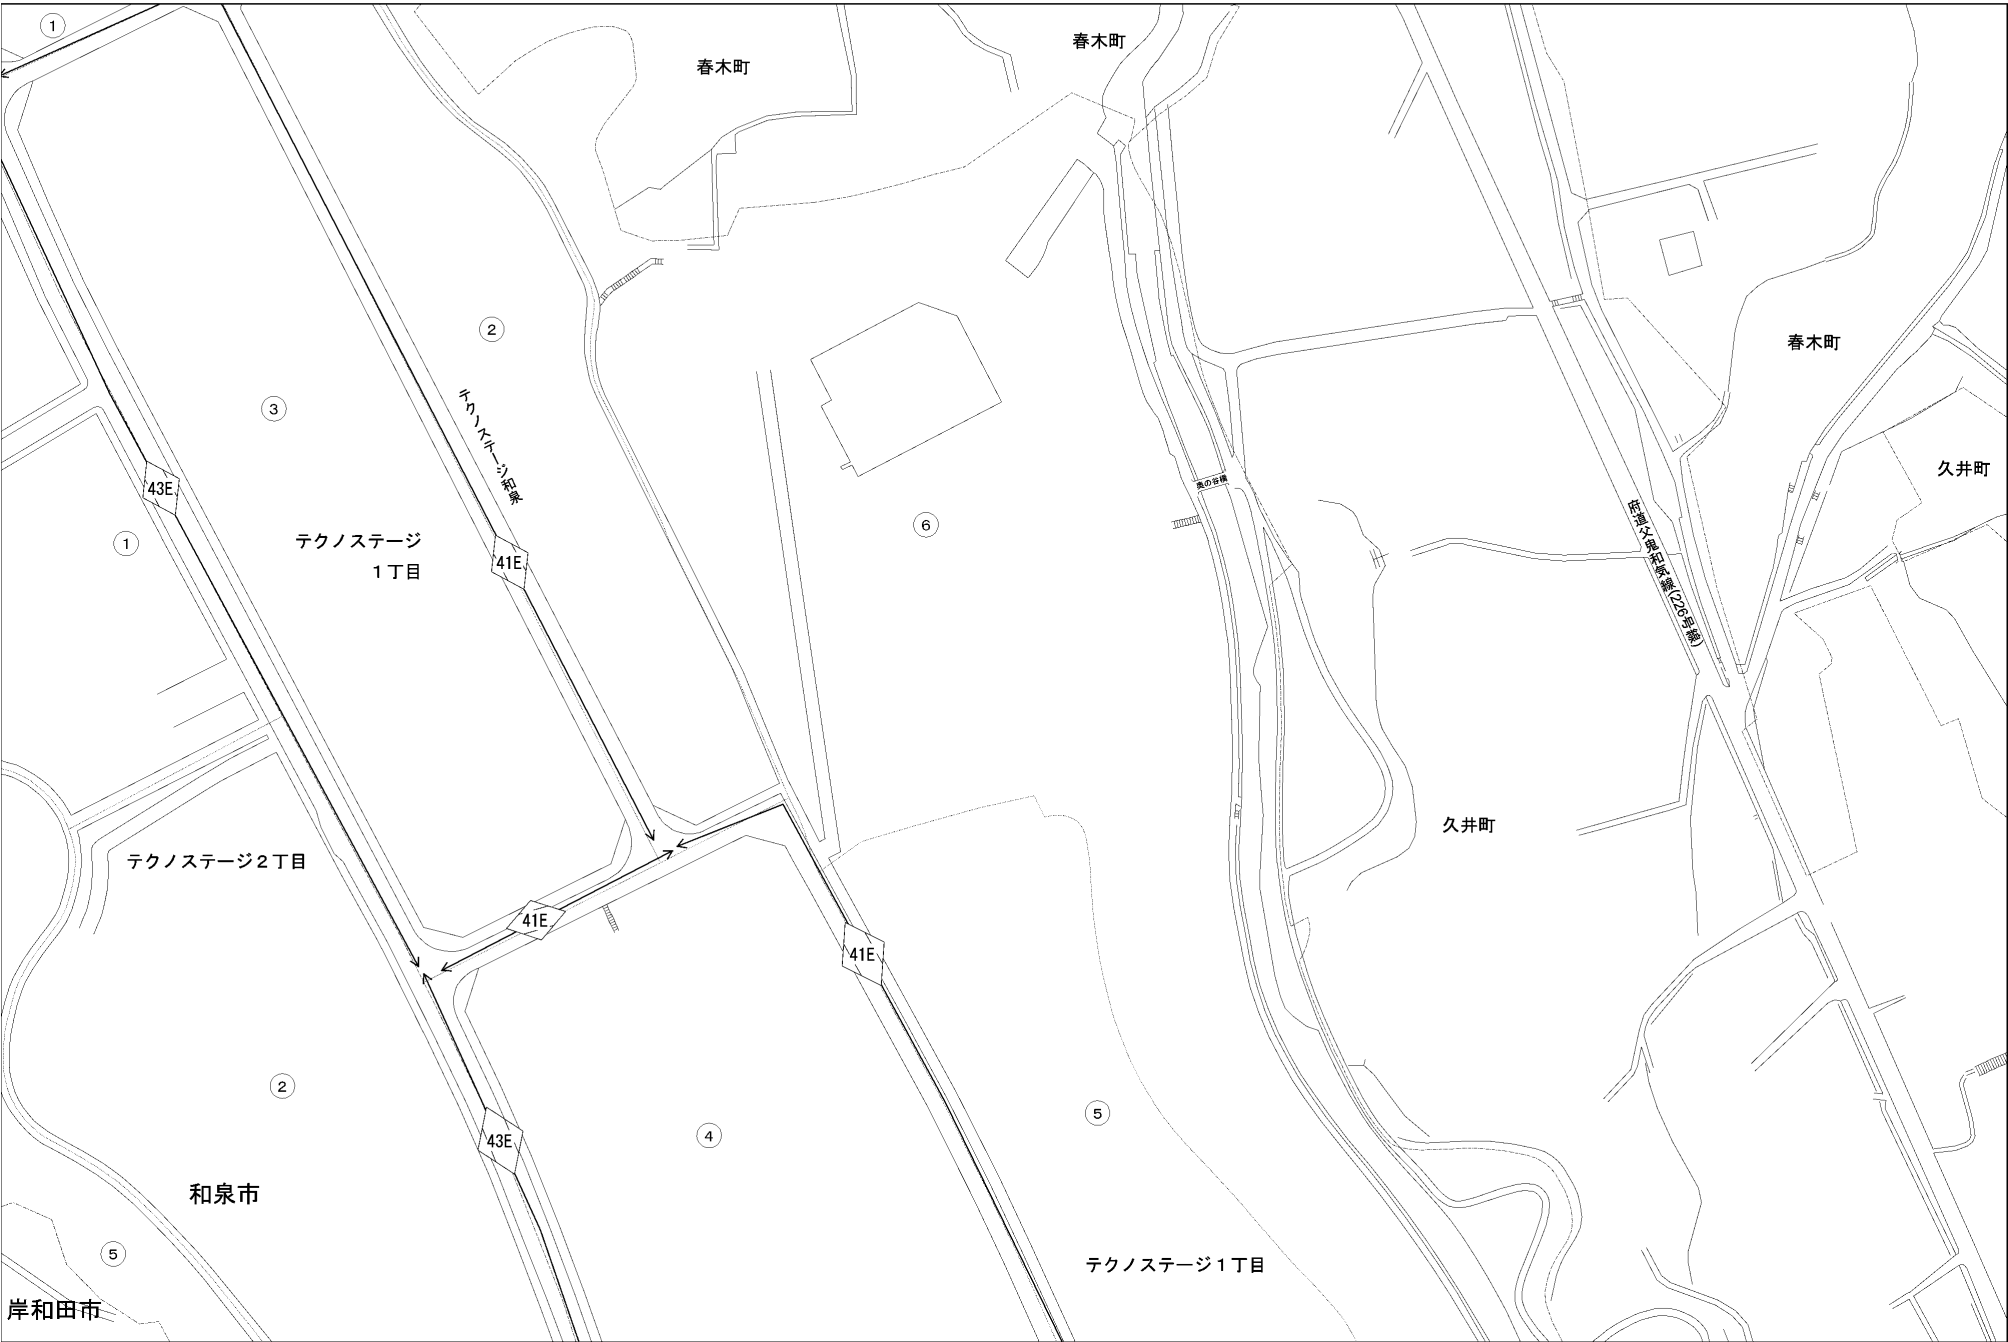 ①
春木町
春木町
②
春木町
③
テクノステージ和泉
久井町
43E
奥の谷橋
①
⑥
テクノステージ
１丁目
41E
府道父鬼和気線(226号線)
久井町
テクノステージ２丁目
41E
41E
②
⑤
④
43E
和泉市
⑤
テクノステージ１丁目
岸和田市